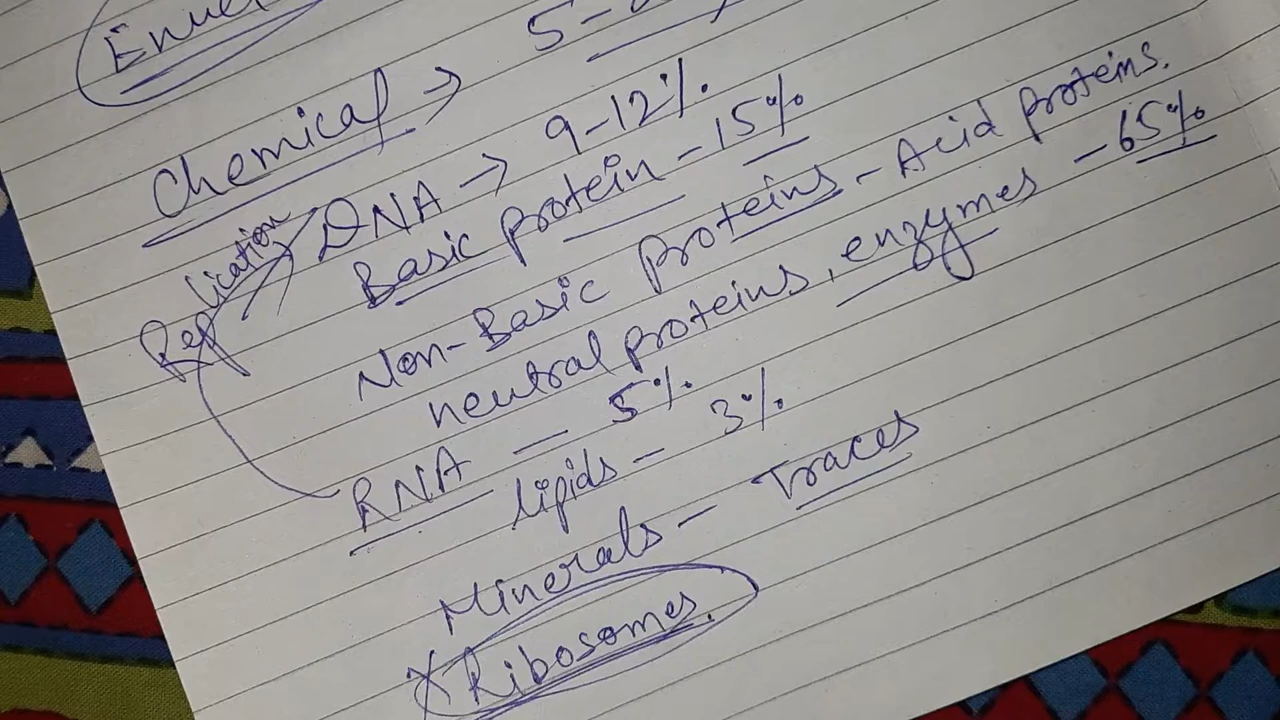 Chemical →
DNA → 9-12%.
Replication
Basic Protein - 15%
Non-Basic Proteins - Acid Proteins.
neutral proteins, enzymes - 65%
RNA - 5%.
lipids - 3%.
Minerals - Traces
X Ribosomes.